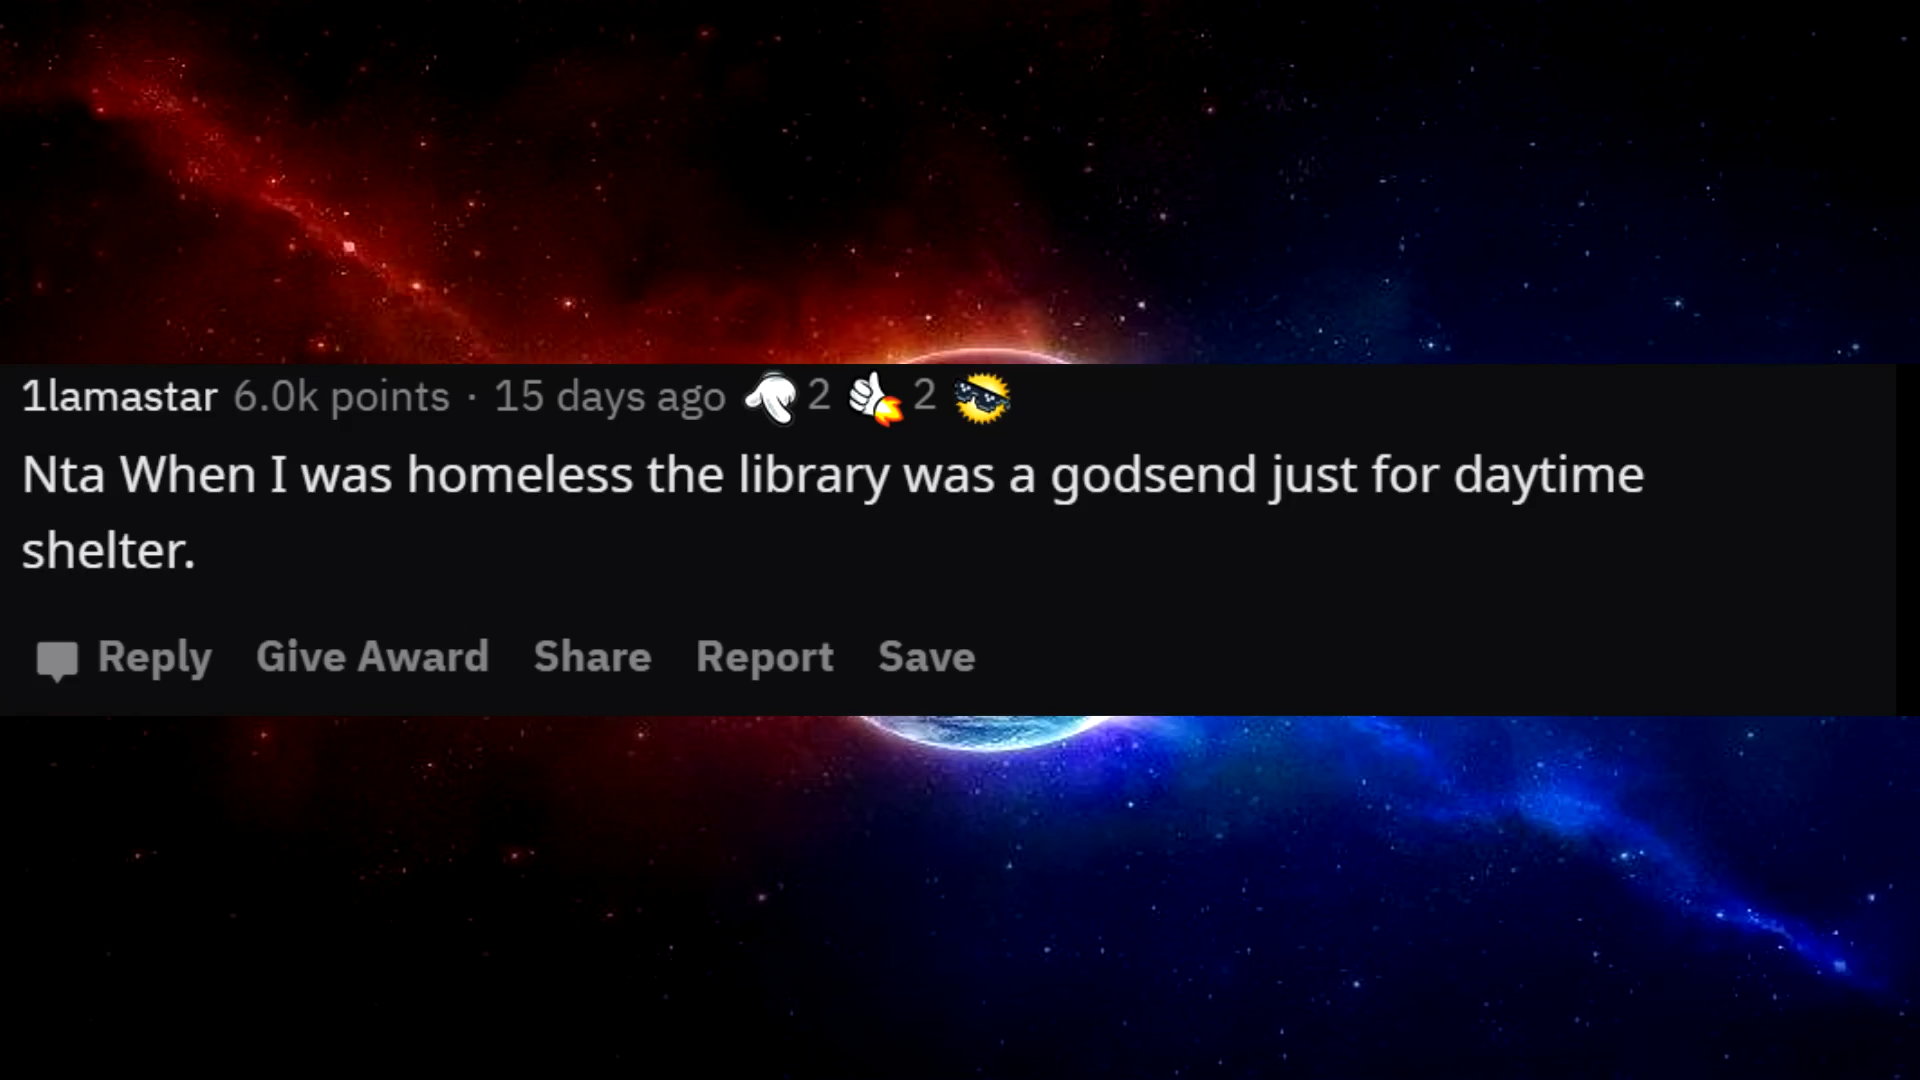 1lamastar 6.0k points · 15 days ago 2 2
Nta When I was homeless the library was a godsend just for daytime
shelter.
Reply Give Award Share Report Save